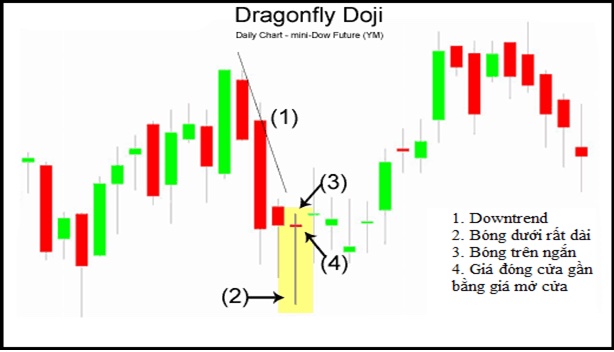 Dragonfly Doji
Daily Chart - mini-Dow Future (YM)
(1)
(3)
(4)
(2)
1. Downtrend
2. Bóng dưới rất dài
3. Bóng trên ngắn
4. Giá đóng cửa gần
bằng giá mở cửa